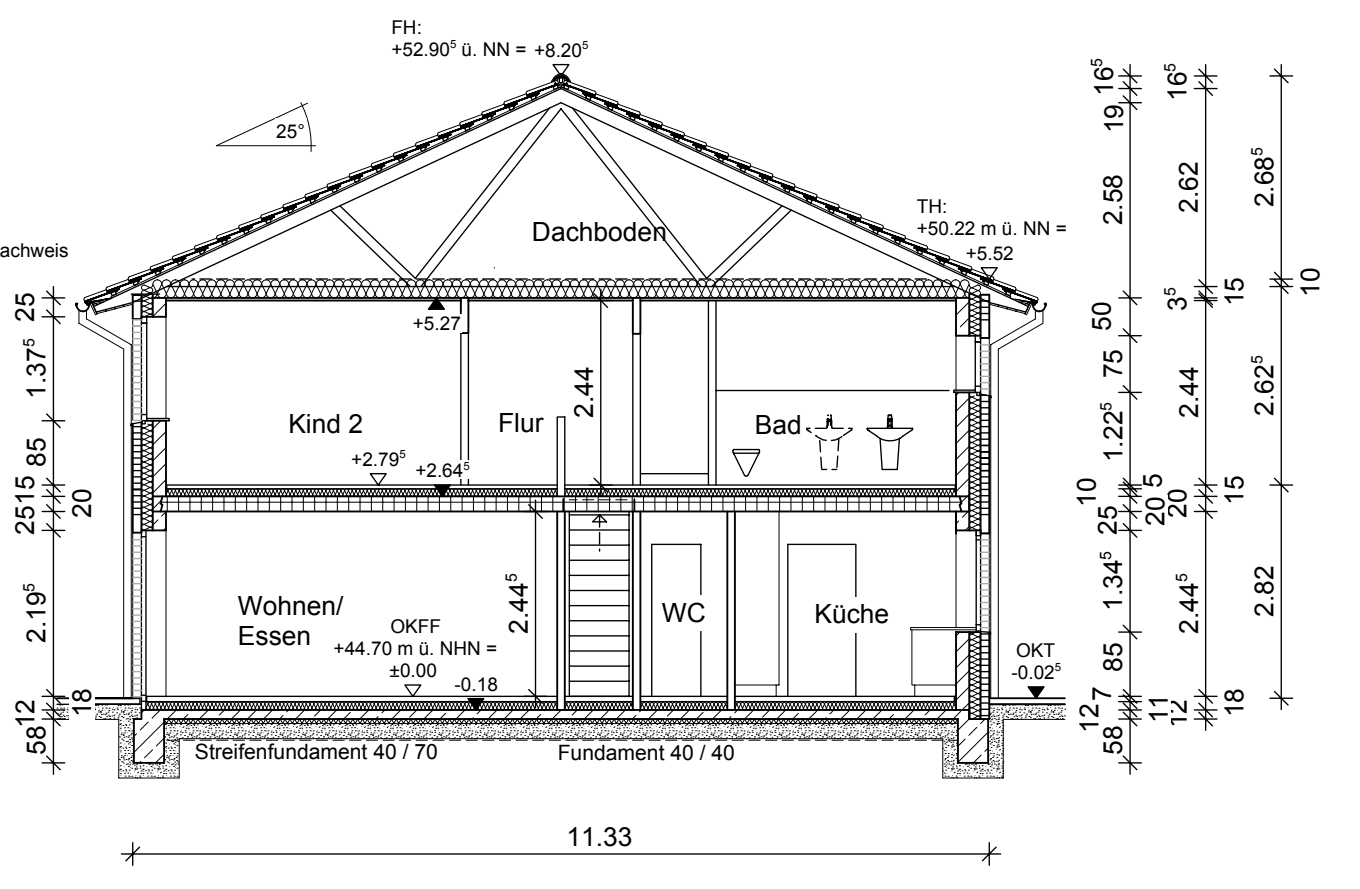 FH:
+52.90⁵ ü. NN = +8.20⁵
25°
TH:
+50.22 m ü. NN =
+5.52
achweis
Dachboden
+5.27
2.44
Kind 2
Flur
Bad
+2.79⁵
+2.64⁵
Wohnen/
Essen
OKFF
+44.70 m ü. NHN =
±0.00
-0.18
2.44⁵
WC
Küche
OKT
-0.02⁵
Streifenfundament 40 / 70
Fundament 40 / 40
11.33
25
1.37⁵
85
15
20
25
2.19⁵
18
12
58
16⁵
19
2.58
50
75
1.22⁵
10
5
20
25
1.34⁵
85
7
11
12
58
16⁵
2.62
15
3⁵
2.44
20
2.44⁵
18
12
2.68⁵
10
2.62⁵
15
2.82